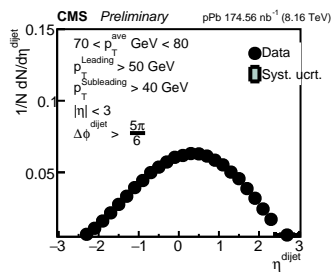 CMS Preliminary pPb 174.56 nb⁻¹ (8.16 TeV)
1/N dN/dη^dijet
0.15
0.1
0.05
70 < p_T^ave GeV < 80
p_T^Leading > 50 GeV
p_T^Subleading > 40 GeV
|η| < 3
Δφ^dijet > 5π/6
Data
Syst. ucrt.
−3 −2 −1 0 1 2 3
η^dijet